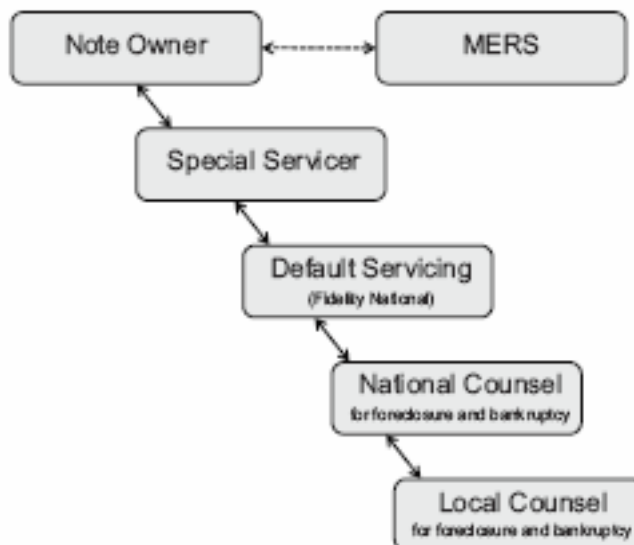 Note Owner
MERS
Special Servicer
Default Servicing
(Fidelity National)
National Counsel
for foreclosure and bankruptcy
Local Counsel
for foreclosure and bankruptcy